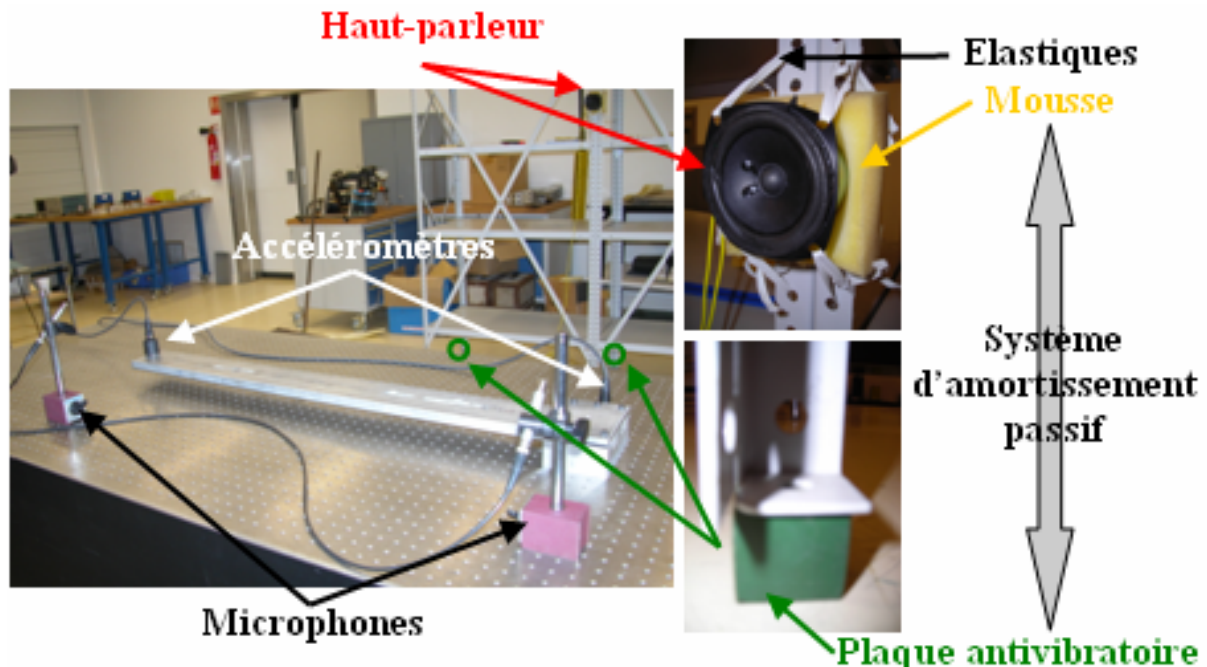 Haut-parleur
Elastiques
Mousse
Accéléromètres
Système
d'amortissement
passif
Microphones
Plaque antivibratoire